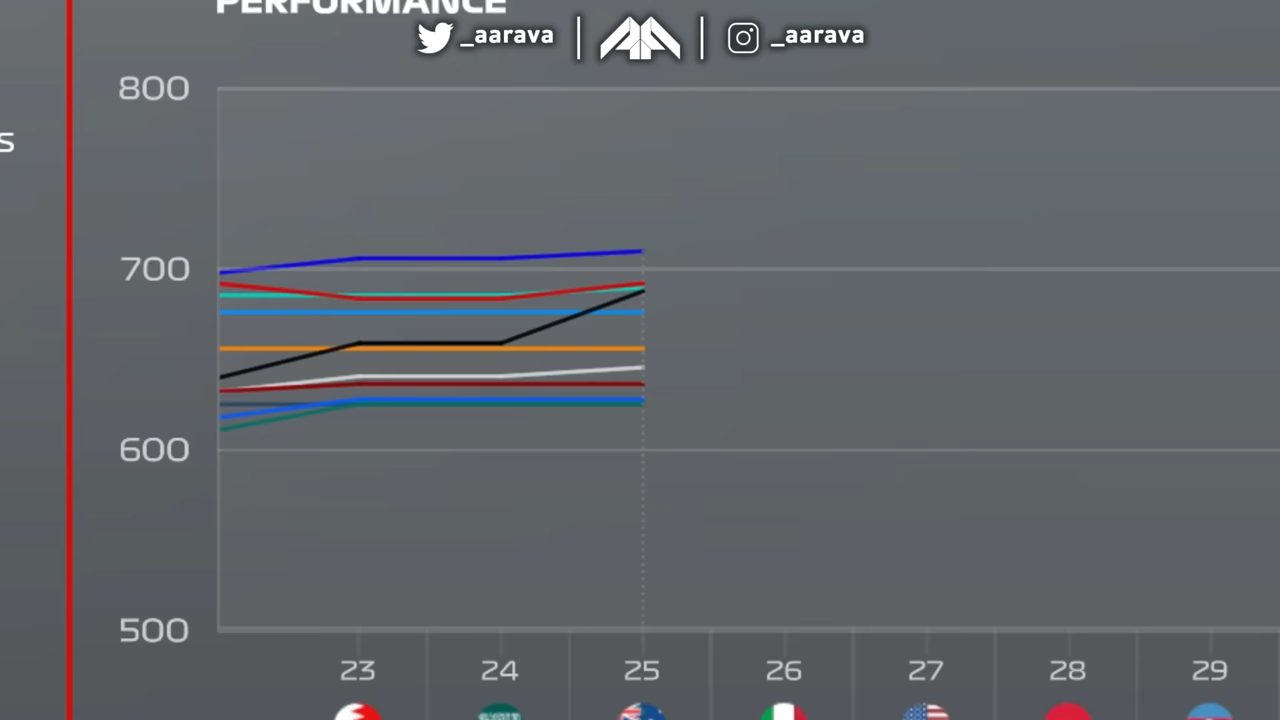 PERFORMANCE
_aarava | | _aarava
800
s
700
600
500
23 24 25 26 27 28 29